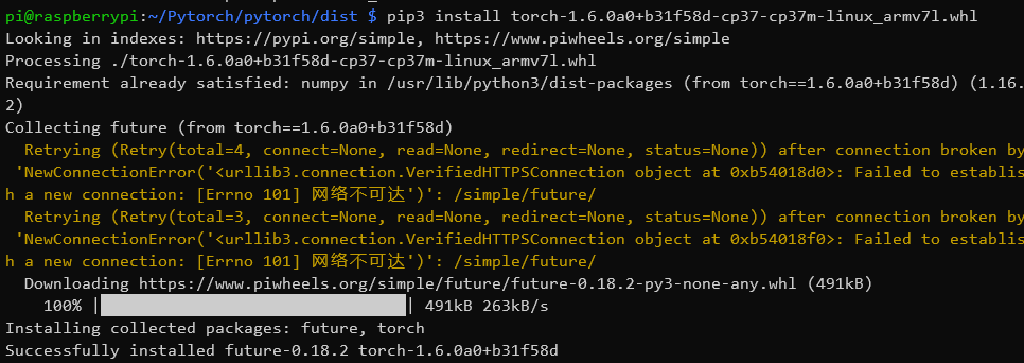 pi@raspberrypi:~/Pytorch/pytorch/dist $ pip3 install torch-1.6.0a0+b31f58d-cp37-cp37m-linux_armv7l.whl
Looking in indexes: https://pypi.org/simple, https://www.piwheels.org/simple
Processing ./torch-1.6.0a0+b31f58d-cp37-cp37m-linux_armv7l.whl
Requirement already satisfied: numpy in /usr/lib/python3/dist-packages (from torch==1.6.0a0+b31f58d) (1.16.
2)
Collecting future (from torch==1.6.0a0+b31f58d)
  Retrying (Retry(total=4, connect=None, read=None, redirect=None, status=None)) after connection broken by
 'NewConnectionError('<urllib3.connection.VerifiedHTTPSConnection object at 0xb54018d0>: Failed to establis
h a new connection: [Errno 101] 网络不可达')': /simple/future/
  Retrying (Retry(total=3, connect=None, read=None, redirect=None, status=None)) after connection broken by
 'NewConnectionError('<urllib3.connection.VerifiedHTTPSConnection object at 0xb54018f0>: Failed to establis
h a new connection: [Errno 101] 网络不可达')': /simple/future/
  Downloading https://www.piwheels.org/simple/future/future-0.18.2-py3-none-any.whl (491kB)
    100% |████████████████████████████████| 491kB 263kB/s
Installing collected packages: future, torch
Successfully installed future-0.18.2 torch-1.6.0a0+b31f58d